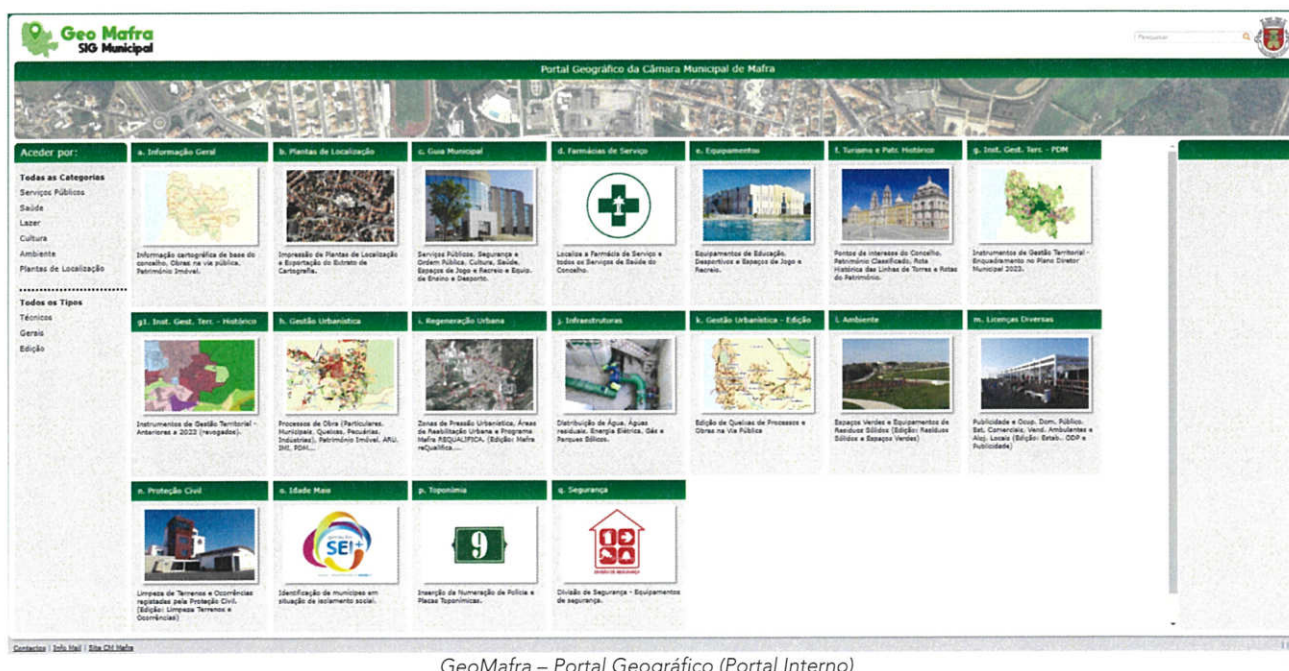 Geo Mafra
SIG Municipal
Pesquisar
Portal Geográfico da Câmara Municipal de Mafra
Aceder por:
Todas as Categorias
Serviços Públicos
Saúde
Lazer
Cultura
Ambiente
Plantas de Localização
Todos os Tipos
Técnicos
Gerais
Edição
a. Informação Geral
Informação cartográfica de base do
concelho, Obras na via pública,
Património Imóvel.
b. Plantas de Localização
Impressão de Plantas de Localização
e Exportação do Extrato de
Cartografia.
c. Guia Municipal
Serviços Públicos, Segurança e
Ordem Pública, Cultura, Saúde,
Espaços de Jogo e Recreio e Equip.
de Ensino e Desporto.
d. Farmácias de Serviço
Localize a Farmácia de Serviço e
todos os Serviços de Saúde do
Concelho.
e. Equipamentos
Equipamentos de Educação,
Desportivos e Espaços de Jogo e
Recreio.
f. Turismo e Patr. Histórico
Pontos de interesse do Concelho,
Património Classificado, Rota
Histórica das Linhas de Torres e Rotas
do Património.
g. Inst. Gest. Terr. - PDM
Instrumentos de Gestão Territorial -
Enquadramento no Plano Diretor
Municipal 2023.
g1. Inst. Gest. Terr. - Histórico
Instrumentos de Gestão Territorial -
Anteriores a 2022 (revogados).
h. Gestão Urbanística
Processos de Obra (Particulares,
Municipais, Queixas, Pecuárias,
Indústrias), Património Imóvel, ARU,
IMI, PDM...
i. Regeneração Urbana
Zonas de Pressão Urbanística, Áreas
de Reabilitação Urbana e Programa
Mafra REQUALIFICA. (Edição: Mafra
reQualifica....
j. Infraestruturas
Distribuição de Água, Águas
residuais, Energia Elétrica, Gás e
Parques Eólicos.
k. Gestão Urbanística - Edição
Edição de Queixas de Processos e
Obras na Via Pública
l. Ambiente
Espaços Verdes e Equipamentos de
Resíduos Sólidos (Edição: Resíduos
Sólidos e Espaços Verdes)
m. Licenças Diversas
Publicidade e Ocup. Dom. Público,
Est. Comerciais, Vend. Ambulantes e
Aloj. Locais (Edição: Estab., ODP e
Publicidade)
n. Proteção Civil
Limpeza de Terrenos e Ocorrências
registadas pela Proteção Civil.
(Edição: Limpeza Terrenos e
Ocorrências)
o. Idade Mais
SEI+
Identificação de munícipes em
situação de isolamento social.
p. Toponímia
9
Inserção de Numeração de Polícia e
Placas Toponímicas.
q. Segurança
DIVISÃO DE SEGURANÇA
Divisão de Segurança - Equipamentos
de segurança.
Contactos | Info Mail | Site CM Mafra
GeoMafra – Portal Geográfico (Portal Interno)